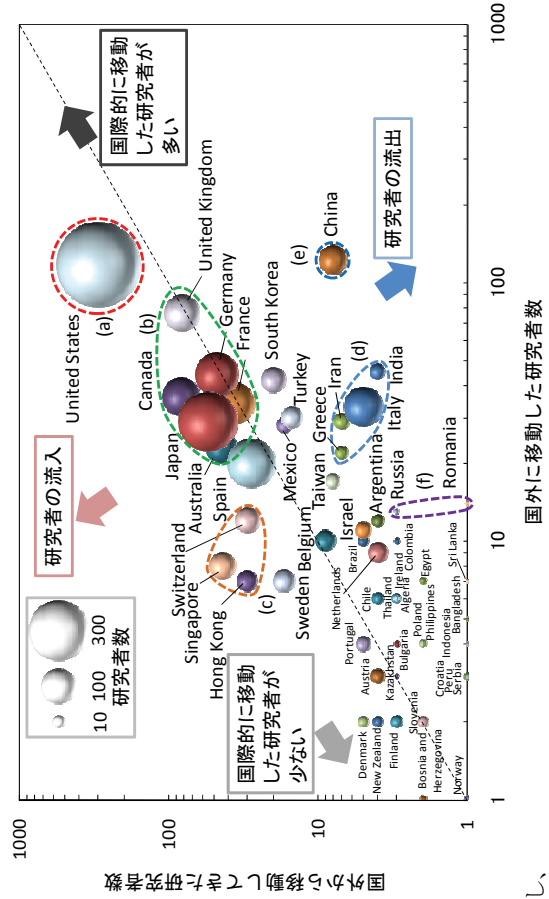 1000
100
10
1
国外から移動してきた研究者数
1
10
100
1000
国外に移動した研究者数
10 100 300
研究者数
研究者の流入
国際的に移動
した研究者が
多い
国際的に移動
した研究者が
少ない
研究者の流出
United States
(a)
(b)
United Kingdom
Canada
Germany
France
Japan
Australia
Spain
South Korea
Turkey
Mexico
(e)
China
Switzerland
Singapore
Hong Kong
(c)
Sweden
Belgium
Taiwan
Greece
Iran
(d)
Italy
India
Israel
Argentina
Russia
(f)
Romania
Netherlands
Brazil
Chile
Thailand
Ireland
Algeria
Colombia
Portugal
Austria
Kazakhstan
Bulgaria
Poland
Philippines
Egypt
Sri Lanka
Bangladesh
Indonesia
Croatia
Peru
Serbia
Denmark
New Zealand
Finland
Slovenia
Bosnia and
Herzegovina
Norway
し、